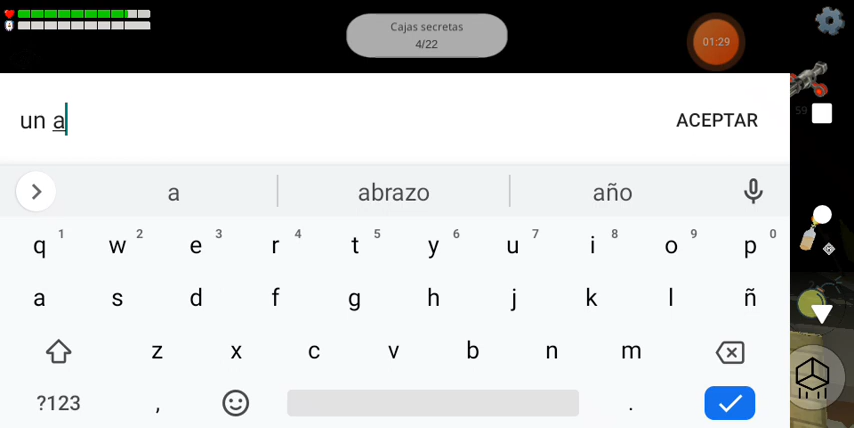 Cajas secretas
4/22
01:29
59
un a
ACEPTAR
a abrazo año
q 1 w 2 e 3 r 4 t 5 y 6 u 7 i 8 o 9 p 0
a s d f g h j k l ñ
z x c v b n m
?123 , .